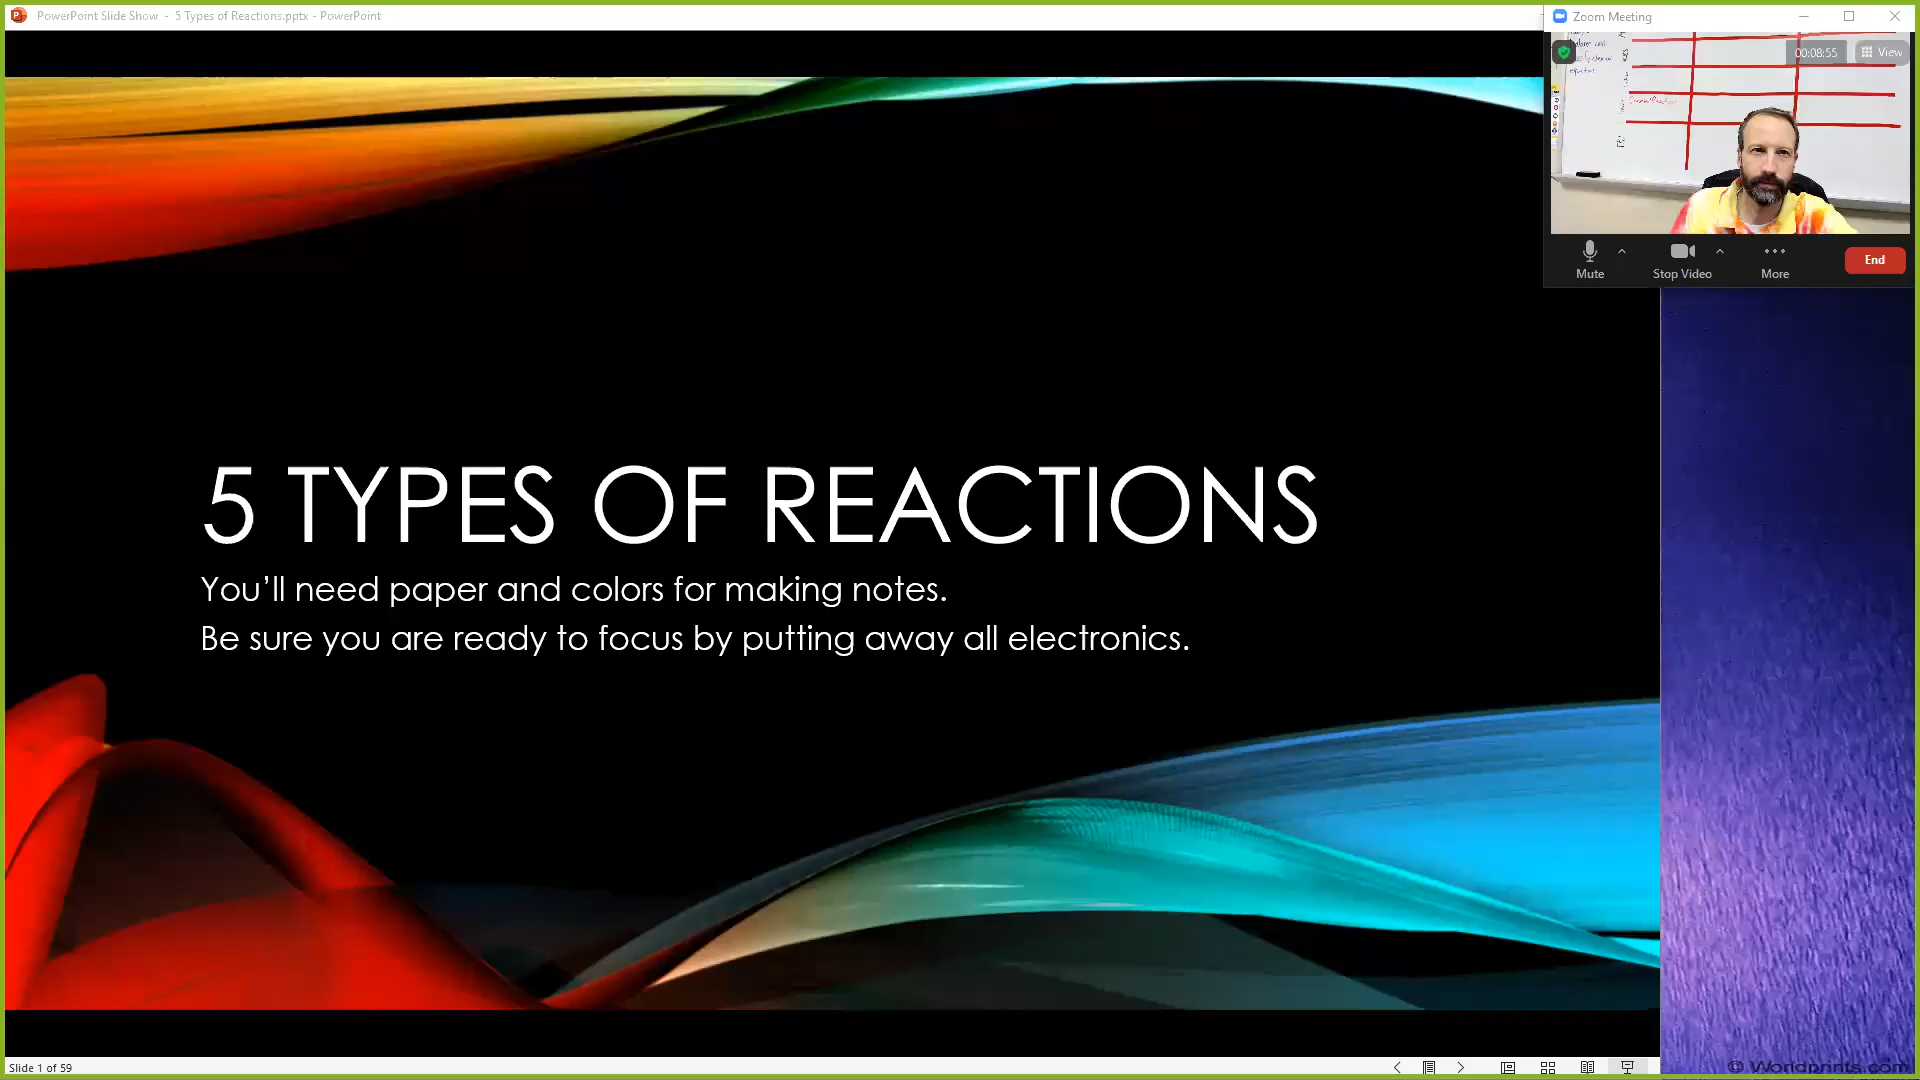 PowerPoint Slide Show - 5 Types of Reactions.pptx - PowerPoint
Zoom Meeting
00:08:55
View
Mute
Stop Video
More
End
5 TYPES OF REACTIONS
You’ll need paper and colors for making notes.
Be sure you are ready to focus by putting away all electronics.
Slide 1 of 59
© Worldprints.com